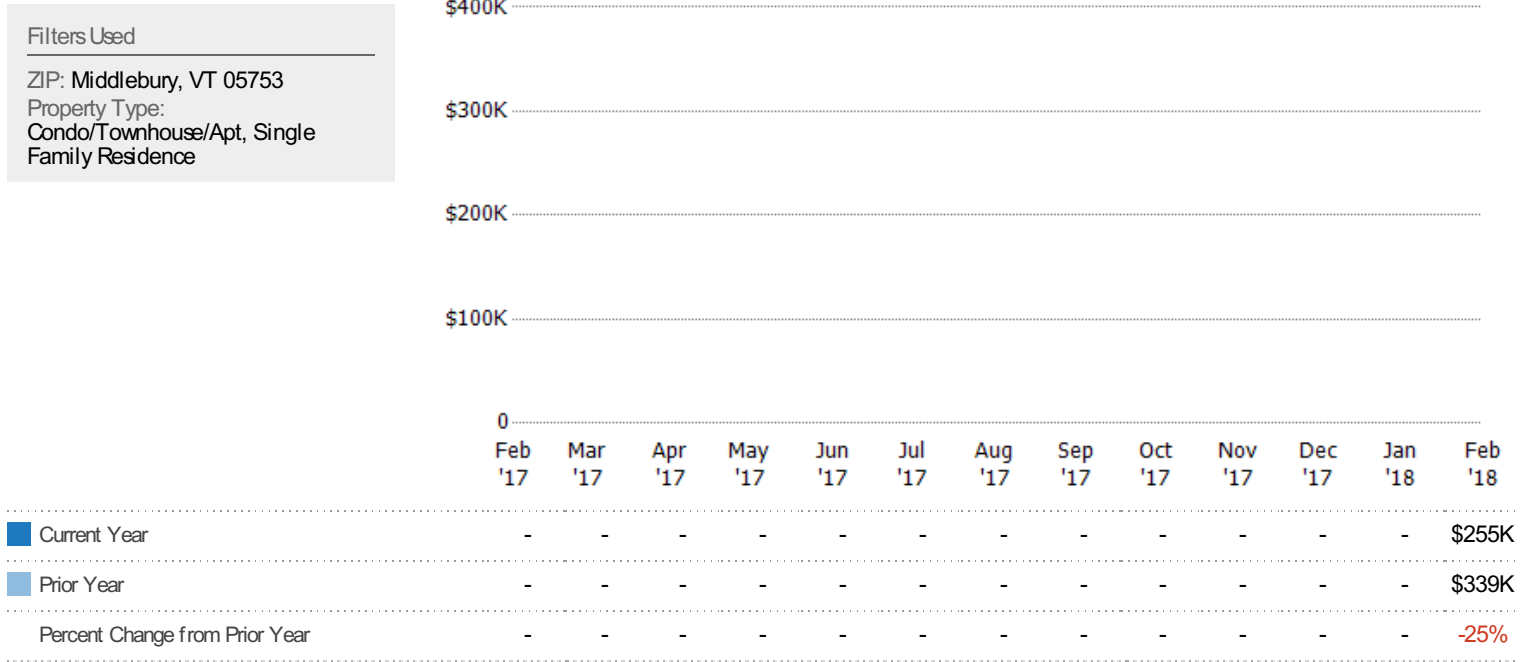 Filters Used
ZIP: Middlebury, VT 05753
Property Type:
Condo/Townhouse/Apt, Single
Family Residence
$400K
$300K
$200K
$100K
0
Feb Mar Apr May Jun Jul Aug Sep Oct Nov Dec Jan Feb
'17 '17 '17 '17 '17 '17 '17 '17 '17 '17 '17 '18 '18
Current Year - - - - - - - - - - - - $255K
Prior Year - - - - - - - - - - - - $339K
Percent Change from Prior Year - - - - - - - - - - - - -25%